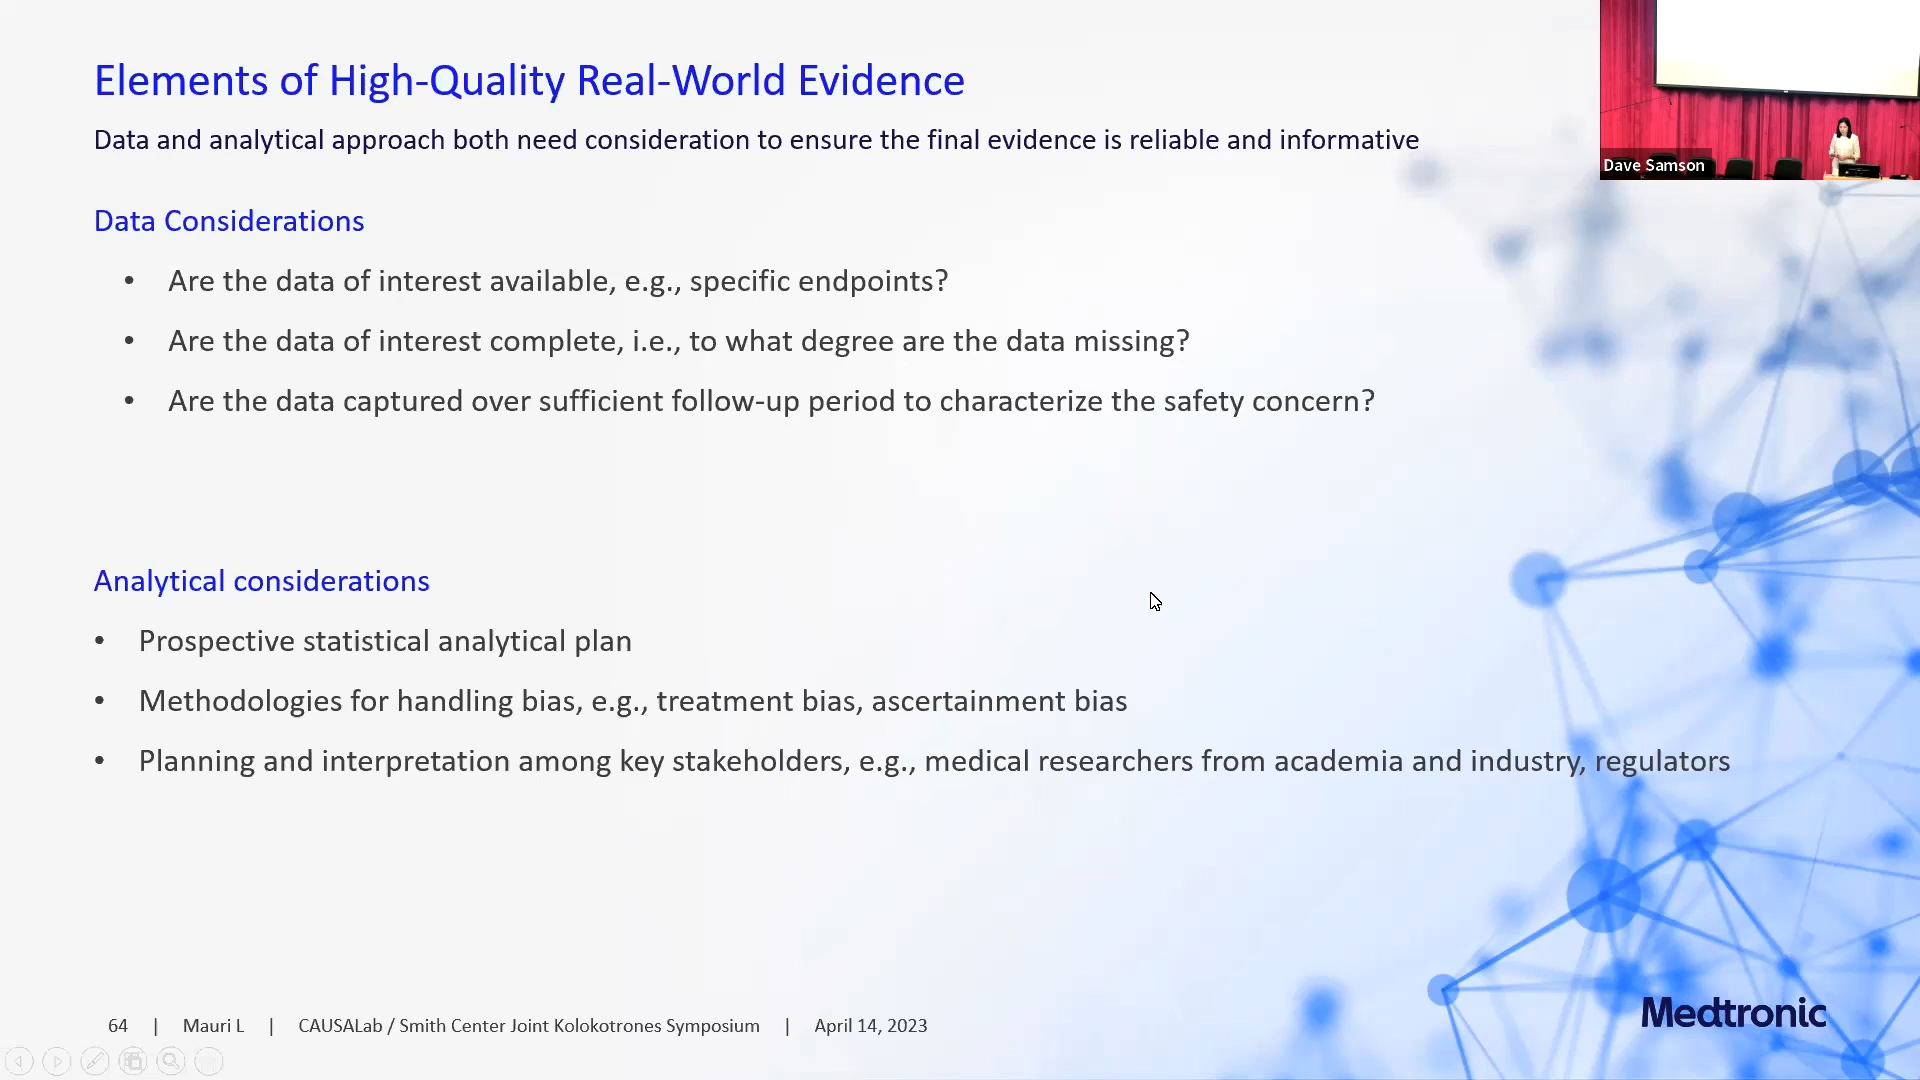 Elements of High-Quality Real-World Evidence
Data and analytical approach both need consideration to ensure the final evidence is reliable and informative
Dave Samson
Data Considerations
• Are the data of interest available, e.g., specific endpoints?
• Are the data of interest complete, i.e., to what degree are the data missing?
• Are the data captured over sufficient follow-up period to characterize the safety concern?
Analytical considerations
• Prospective statistical analytical plan
• Methodologies for handling bias, e.g., treatment bias, ascertainment bias
• Planning and interpretation among key stakeholders, e.g., medical researchers from academia and industry, regulators
64 | Mauri L | CAUSALab / Smith Center Joint Kolokotrones Symposium | April 14, 2023
Medtronic